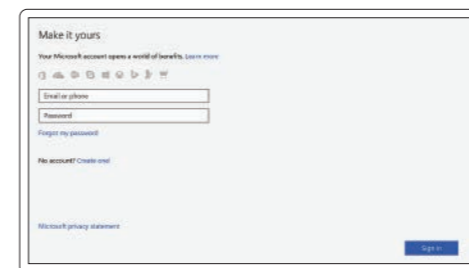 Make it yours
Your Microsoft account opens a world of benefits. Learn more
Email or phone
Password
Forgot my password
No account? Create one!
Microsoft privacy statement
Sign in